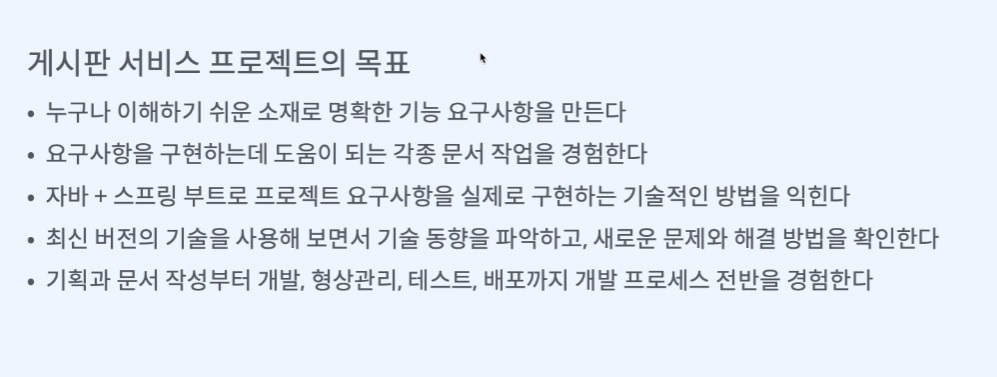 게시판 서비스 프로젝트의 목표
• 누구나 이해하기 쉬운 소재로 명확한 기능 요구사항을 만든다
• 요구사항을 구현하는데 도움이 되는 각종 문서 작업을 경험한다
• 자바 + 스프링 부트로 프로젝트 요구사항을 실제로 구현하는 기술적인 방법을 익힌다
• 최신 버전의 기술을 사용해 보면서 기술 동향을 파악하고, 새로운 문제와 해결 방법을 확인한다
• 기획과 문서 작성부터 개발, 형상관리, 테스트, 배포까지 개발 프로세스 전반을 경험한다